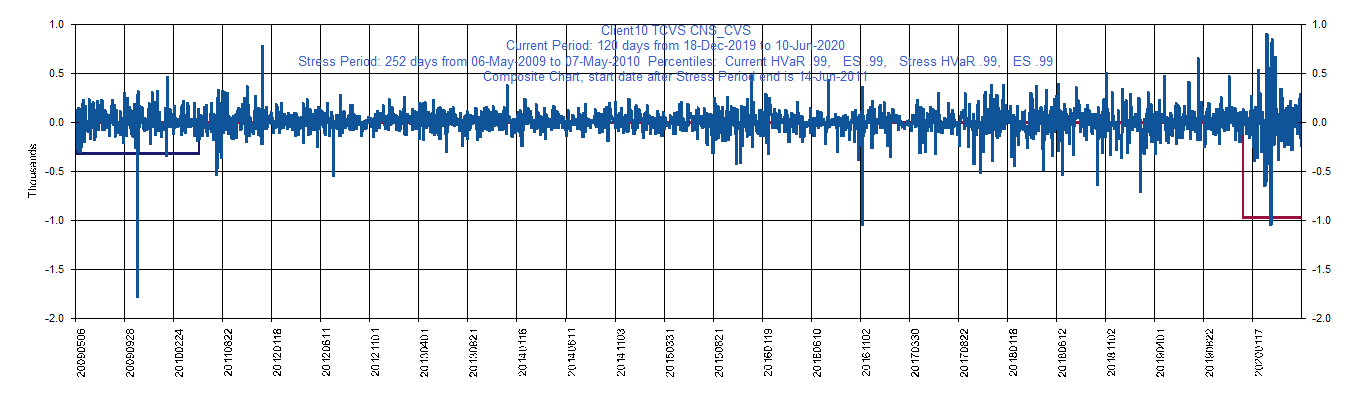 Client10 TCVS CNS_CVS
Current Period: 120 days from 18-Dec-2019 to 10-Jun-2020
Stress Period: 252 days from 06-May-2009 to 07-May-2010 Percentiles: Current HVaR .99, ES .99, Stress HVaR .99, ES .99
Composite Chart, start date after Stress Period end is 14-Jun-2011
1.0 1.0
0.5 0.5
0.0 0.0
-0.5 -0.5
-1.0 -1.0
-1.5 -1.5
-2.0 -2.0
Thousands
20090506 20090928 20100224 20110822 20120118 20120611 20121101 20130401 20130821 20140116 20140611 20141103 20150331 20150821 20160119 20160610 20161102 20170330 20170822 20180118 20180612 20181102 20190401 20190822 20200117